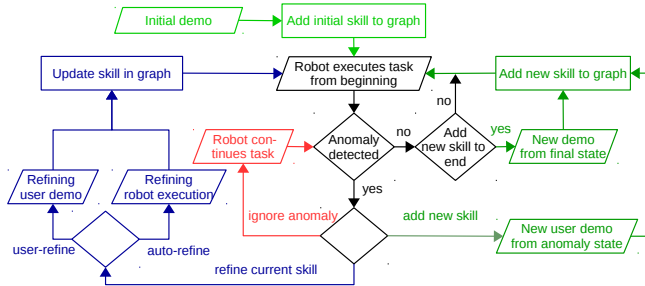 Initial demo
Add initial skill to graph
Update skill in graph
Robot executes task
from beginning
Add new skill to graph
no
Robot con-
tinues task
Anomaly
detected
no
Add
new skill to
end
yes
New demo
from final state
Refining
user demo
Refining
robot execution
yes
ignore anomaly
add new skill
New user demo
from anomaly state
user-refine
auto-refine
refine current skill